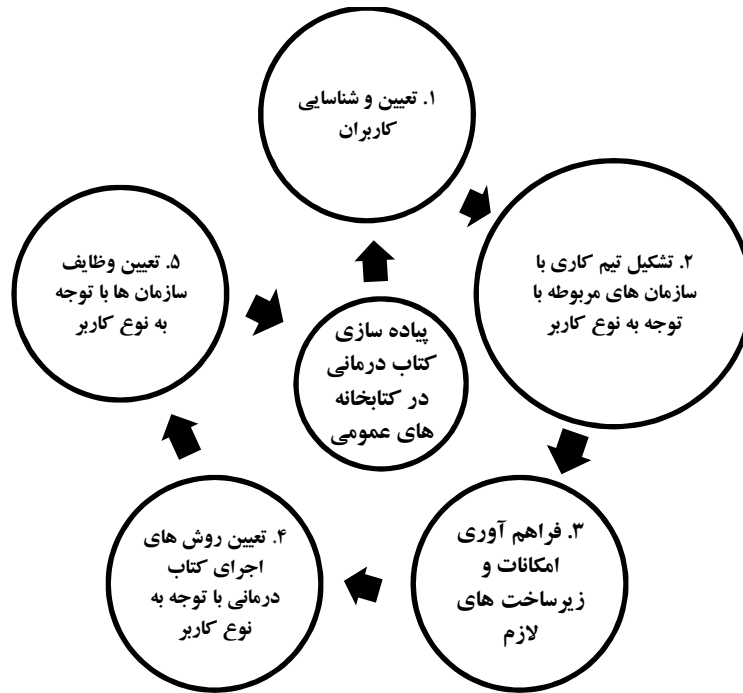 ۱. تعیین و شناسایی
کاربران
۲. تشکیل تیم کاری با
سازمان های مربوطه با
توجه به نوع کاربر
۳. فراهم آوری
امکانات و
زیرساخت های
لازم
۴. تعیین روش های
اجرای کتاب
درمانی با توجه به
نوع کاربر
۵. تعیین وظایف
سازمان ها با توجه
به نوع کاربر
پیاده سازی
کتاب درمانی
در کتابخانه
های عمومی